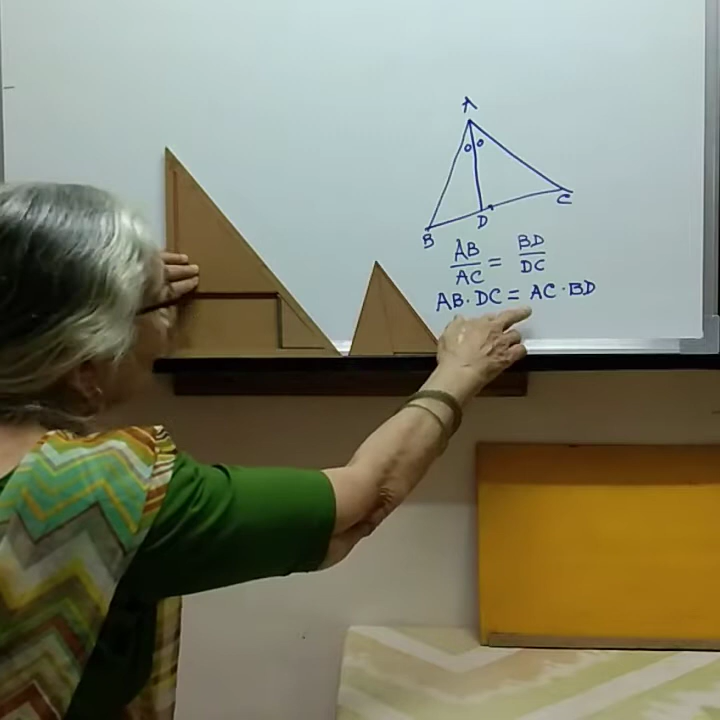 A
B D C
AB/AC = BD/DC
AB · DC = AC · BD